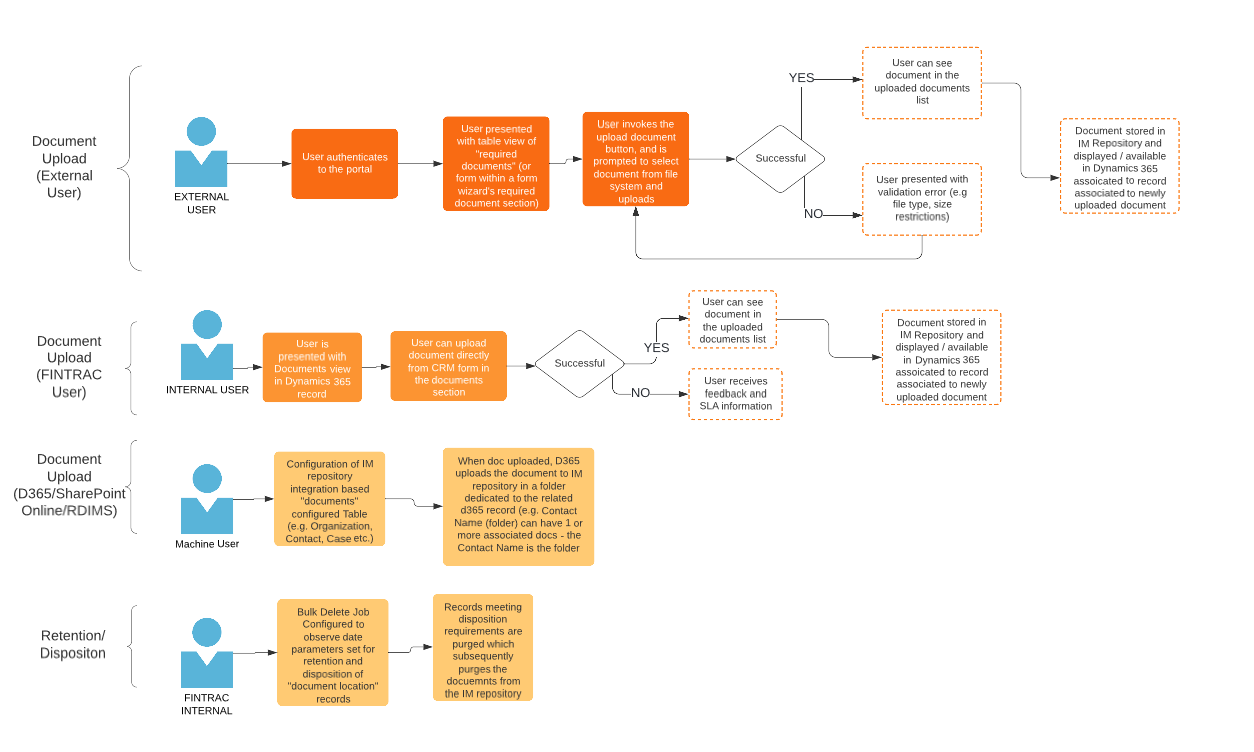 Document
Upload
(External
User)
EXTERNAL
USER
User authenticates
to the portal
User presented
with table view of
"required
documents" (or
form within a form
wizard's required
document section)
User invokes the
upload document
button, and is
prompted to select
document from file
system and
uploads
Successful
YES
NO
User can see
document in the
uploaded documents
list
User presented with
validation error (e.g
file type, size
restrictions)
Document stored in
IM Repository and
displayed / available
in Dynamics 365
assoicated to record
associated to newly
uploaded document
Document
Upload
(FINTRAC
User)
INTERNAL USER
User is
presented with
Documents view
in Dynamics 365
record
User can upload
document directly
from CRM form in
the documents
section
Successful
YES
NO
User can see
document in
the uploaded
documents list
User receives
feedback and
SLA information
Document stored in
IM Repository and
displayed / available
in Dynamics 365
assoicated to record
associated to newly
uploaded document
Document
Upload
(D365/SharePoint
Online/RDIMS)
Machine User
Configuration of IM
repository
integration based
"documents"
configured Table
(e.g. Organization,
Contact, Case etc.)
When doc uploaded, D365
uploads the document to IM
repository in a folder
dedicated to the related
d365 record (e.g. Contact
Name (folder) can have 1 or
more associated docs - the
Contact Name is the folder
Retention/
Dispositon
FINTRAC
INTERNAL
Bulk Delete Job
Configured to
observe date
parameters set for
retention and
disposition of
"document location"
records
Records meeting
disposition
requirements are
purged which
subsequently
purges the
docuemnts from
the IM repository